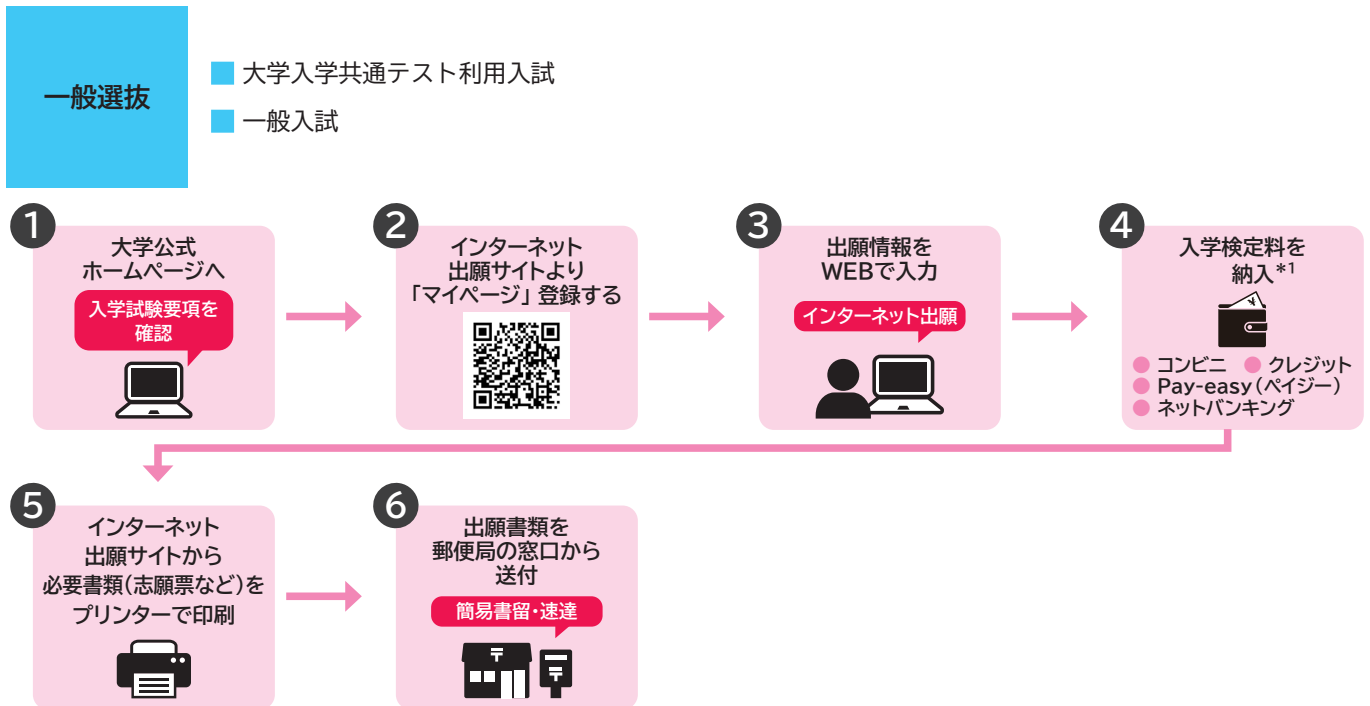 一般選抜
大学入学共通テスト利用入試
一般入試
1
大学公式
ホームページへ
入学試験要項を
確認
2
インターネット
出願サイトより
「マイページ」登録する
3
出願情報を
WEBで入力
インターネット出願
4
入学検定料を
納入*1
コンビニ クレジット
Pay-easy(ペイジー)
ネットバンキング
5
インターネット
出願サイトから
必要書類(志願票など)を
プリンターで印刷
6
出願書類を
郵便局の窓口から
送付
簡易書留・速達